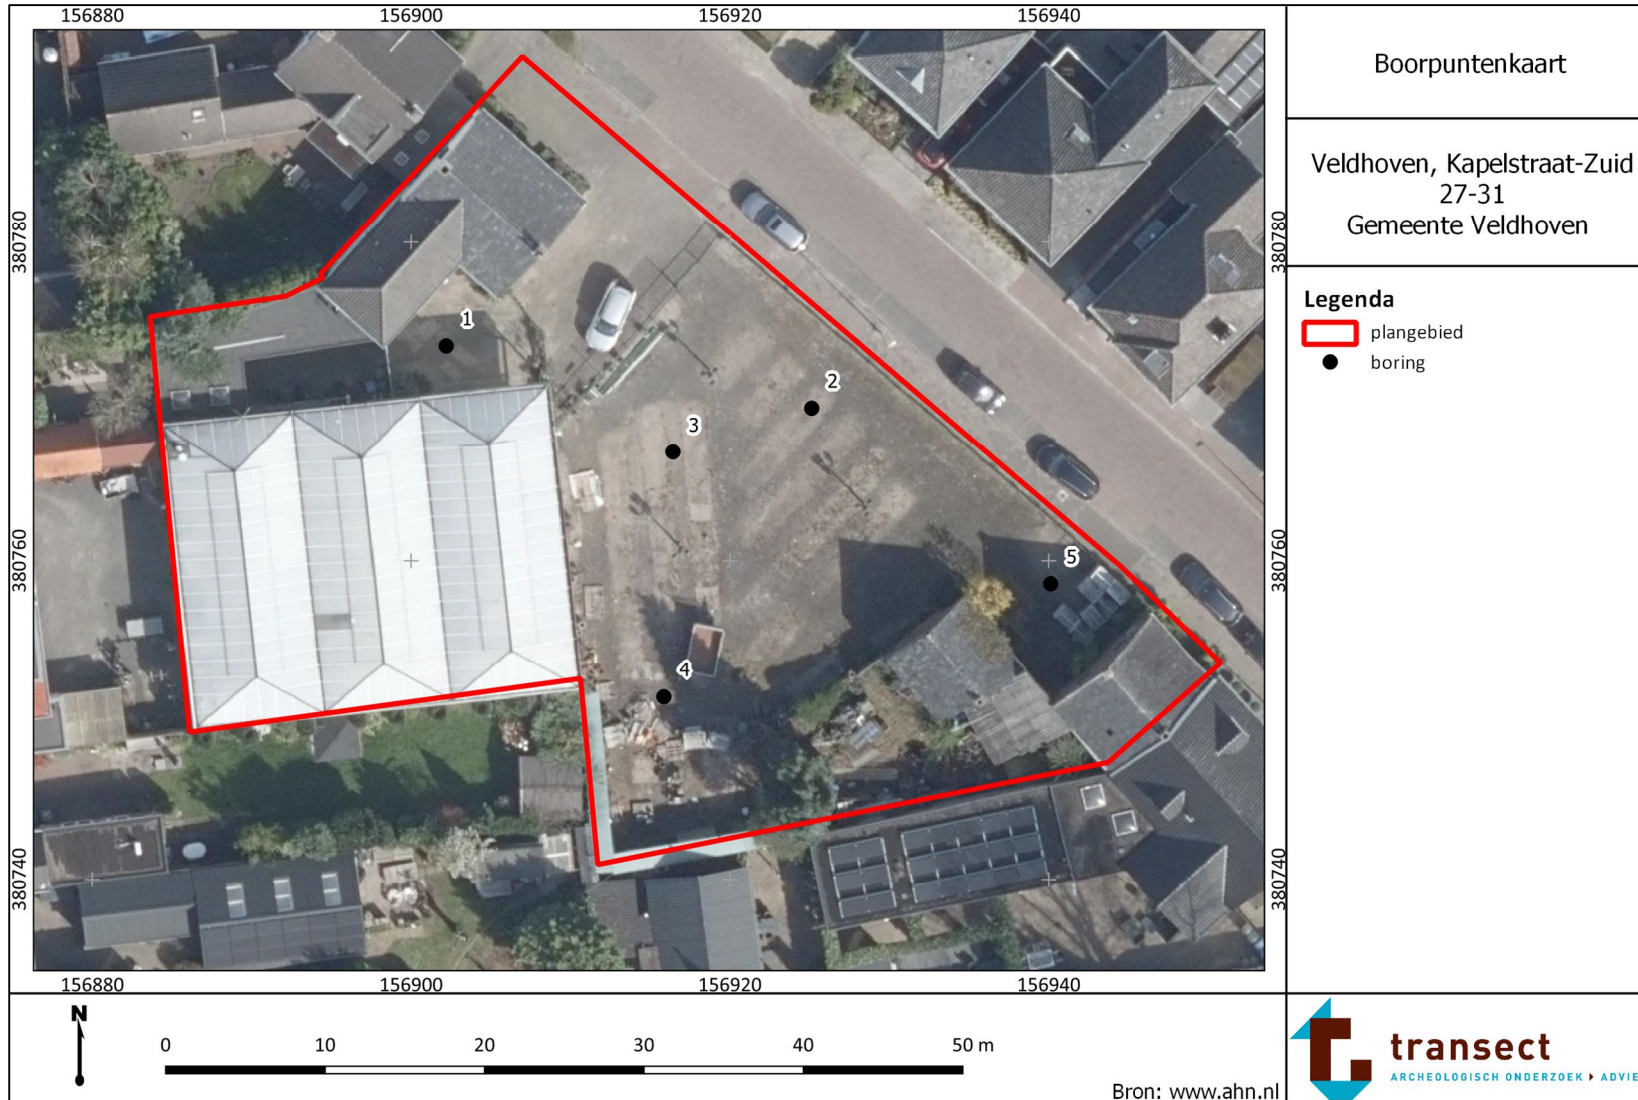 156880 156900 156920 156940
Boorpuntenkaart
Veldhoven, Kapelstraat-Zuid
27-31
Gemeente Veldhoven
Legenda
plangebied
boring
380780 380780
380760 380760
380740 380740
1
2
3
4
5
156880 156900 156920 156940
N
0 10 20 30 40 50 m
Bron: www.ahn.nl
transect
ARCHEOLOGISCH ONDERZOEK ▸ ADVIE